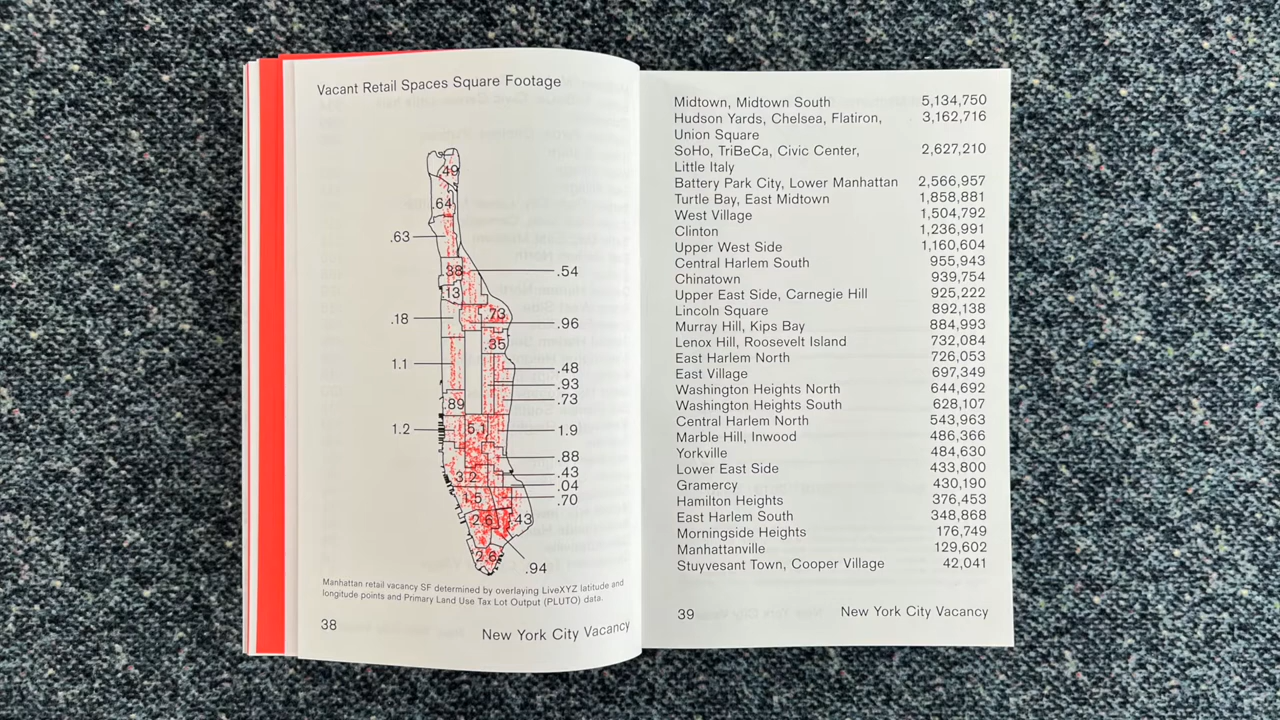 Vacant Retail Spaces Square Footage
.49
.64
.63
.38
.54
.13
.73
.18
.96
.35
1.1
.48
.93
.73
.89
1.2
5.1
1.9
.88
3.2
.43
.04
1.5
.70
2.6
.43
2.6
.94
Manhattan retail vacancy SF determined by overlaying LiveXYZ latitude and
longitude points and Primary Land Use Tax Lot Output (PLUTO) data.
38
New York City Vacancy
Midtown, Midtown South 5,134,750
Hudson Yards, Chelsea, Flatiron, 3,162,716
Union Square
SoHo, TriBeCa, Civic Center, 2,627,210
Little Italy
Battery Park City, Lower Manhattan 2,566,957
Turtle Bay, East Midtown 1,858,881
West Village 1,504,792
Clinton 1,236,991
Upper West Side 1,160,604
Central Harlem South 955,943
Chinatown 939,754
Upper East Side, Carnegie Hill 925,222
Lincoln Square 892,138
Murray Hill, Kips Bay 884,993
Lenox Hill, Roosevelt Island 732,084
East Harlem North 726,053
East Village 697,349
Washington Heights North 644,692
Washington Heights South 628,107
Central Harlem North 543,963
Marble Hill, Inwood 486,366
Yorkville 484,630
Lower East Side 433,800
Gramercy 430,190
Hamilton Heights 376,453
East Harlem South 348,868
Morningside Heights 176,749
Manhattanville 129,602
Stuyvesant Town, Cooper Village 42,041
39
New York City Vacancy